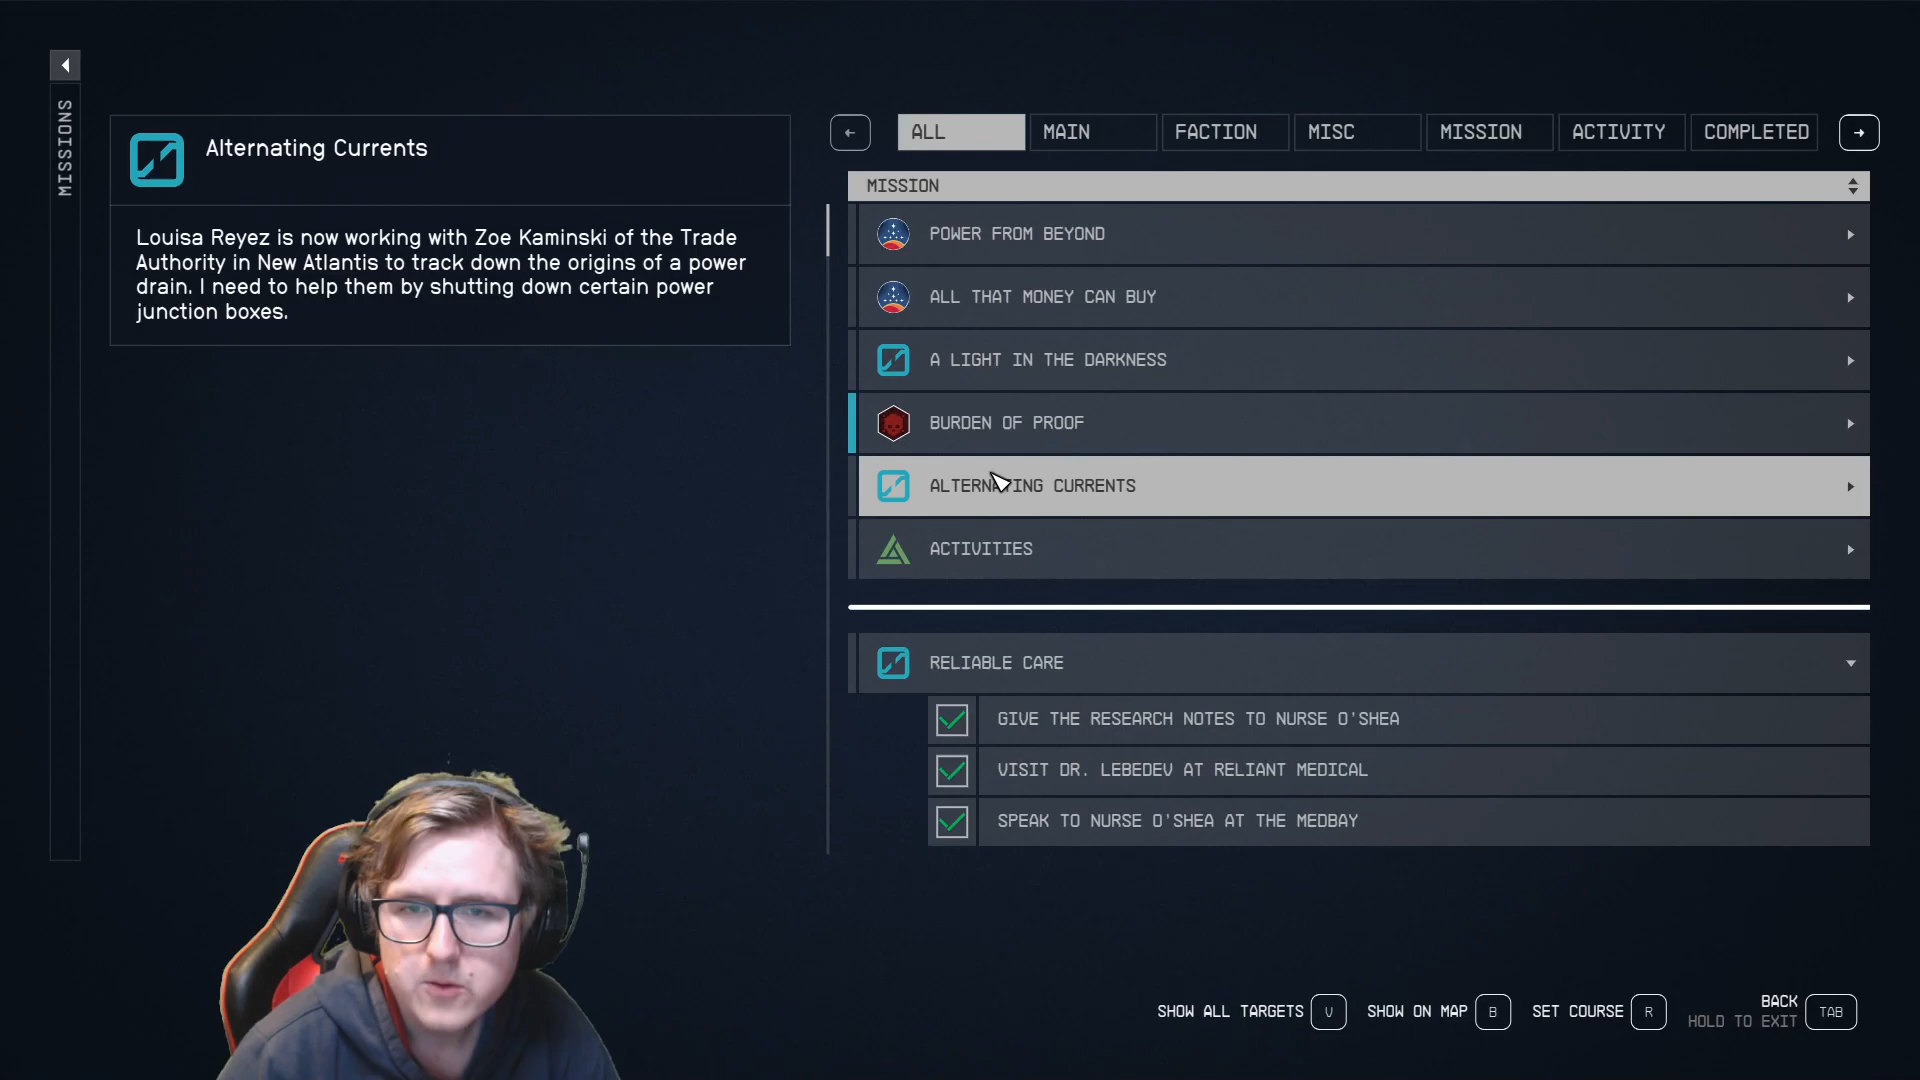 MISSIONS
Alternating Currents
Louisa Reyez is now working with Zoe Kaminski of the Trade
Authority in New Atlantis to track down the origins of a power
drain. I need to help them by shutting down certain power
junction boxes.
ALL MAIN FACTION MISC MISSION ACTIVITY COMPLETED
MISSION
POWER FROM BEYOND
ALL THAT MONEY CAN BUY
A LIGHT IN THE DARKNESS
BURDEN OF PROOF
ALTERNATING CURRENTS
ACTIVITIES
RELIABLE CARE
GIVE THE RESEARCH NOTES TO NURSE O'SHEA
VISIT DR. LEBEDEV AT RELIANT MEDICAL
SPEAK TO NURSE O'SHEA AT THE MEDBAY
SHOW ALL TARGETS V SHOW ON MAP B SET COURSE R BACK TAB
HOLD TO EXIT